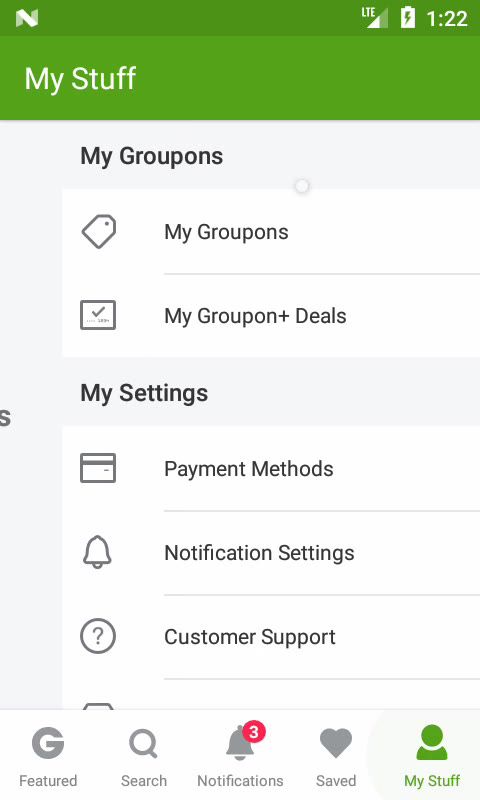 LTE 1:22
My Stuff
My Groupons
My Groupons
My Groupon+ Deals
My Settings
s
Payment Methods
Notification Settings
? Customer Support
3
G
Featured Search Notifications Saved My Stuff